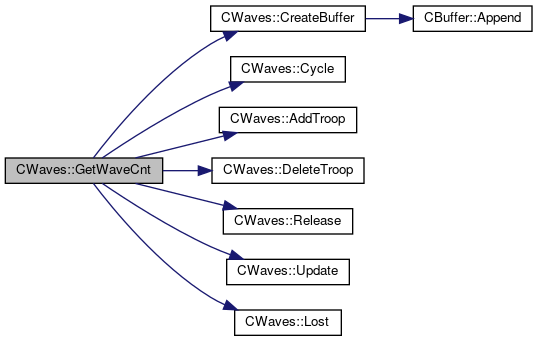 CWaves::CreateBuffer
CBuffer::Append
CWaves::Cycle
CWaves::AddTroop
CWaves::GetWaveCnt
CWaves::DeleteTroop
CWaves::Release
CWaves::Update
CWaves::Lost